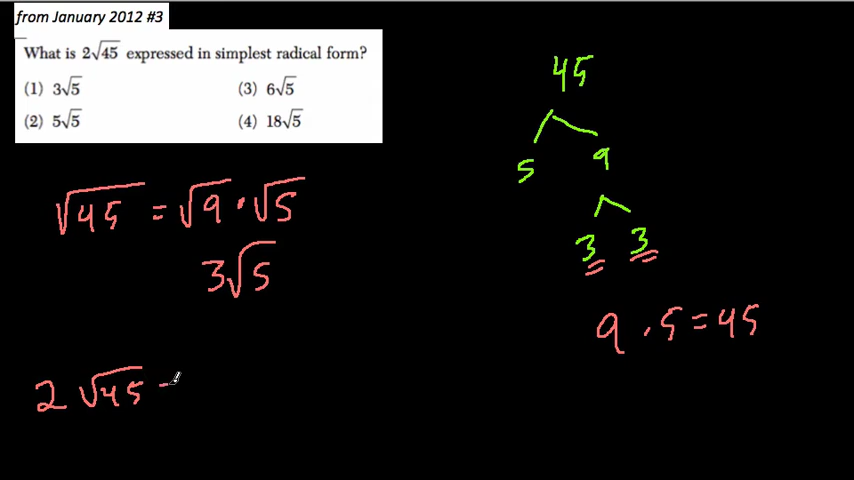 from January 2012 #3
What is 2√45 expressed in simplest radical form?
(1) 3√5
(3) 6√5
(2) 5√5
(4) 18√5
45
5 9
3 3
√45 = √9 · √5
3√5
9 · 5 = 45
2 √45 -